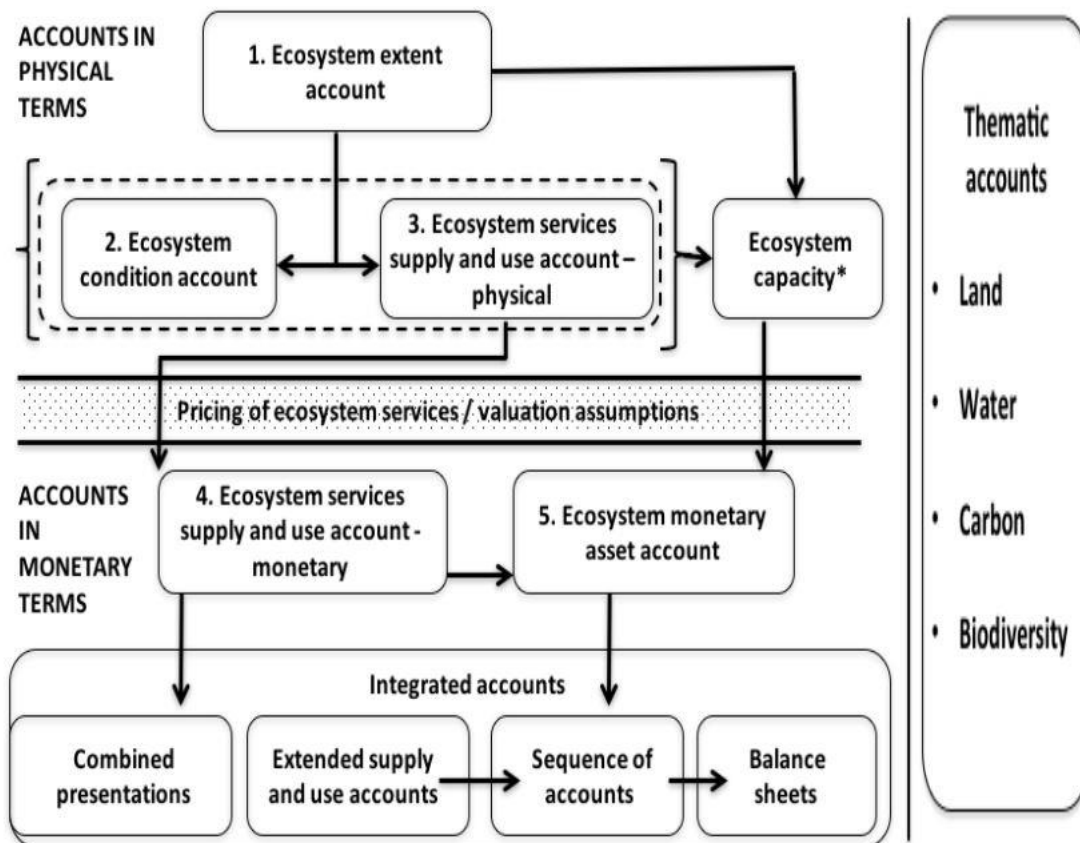 ACCOUNTS IN
PHYSICAL
TERMS
1. Ecosystem extent
account
2. Ecosystem
condition account
3. Ecosystem services
supply and use account –
physical
Ecosystem
capacity*
Pricing of ecosystem services / valuation assumptions
ACCOUNTS
IN
MONETARY
TERMS
4. Ecosystem services
supply and use account -
monetary
5. Ecosystem monetary
asset account
Integrated accounts
Combined
presentations
Extended supply
and use accounts
Sequence of
accounts
Balance
sheets
Thematic
accounts
• Land
• Water
• Carbon
• Biodiversity